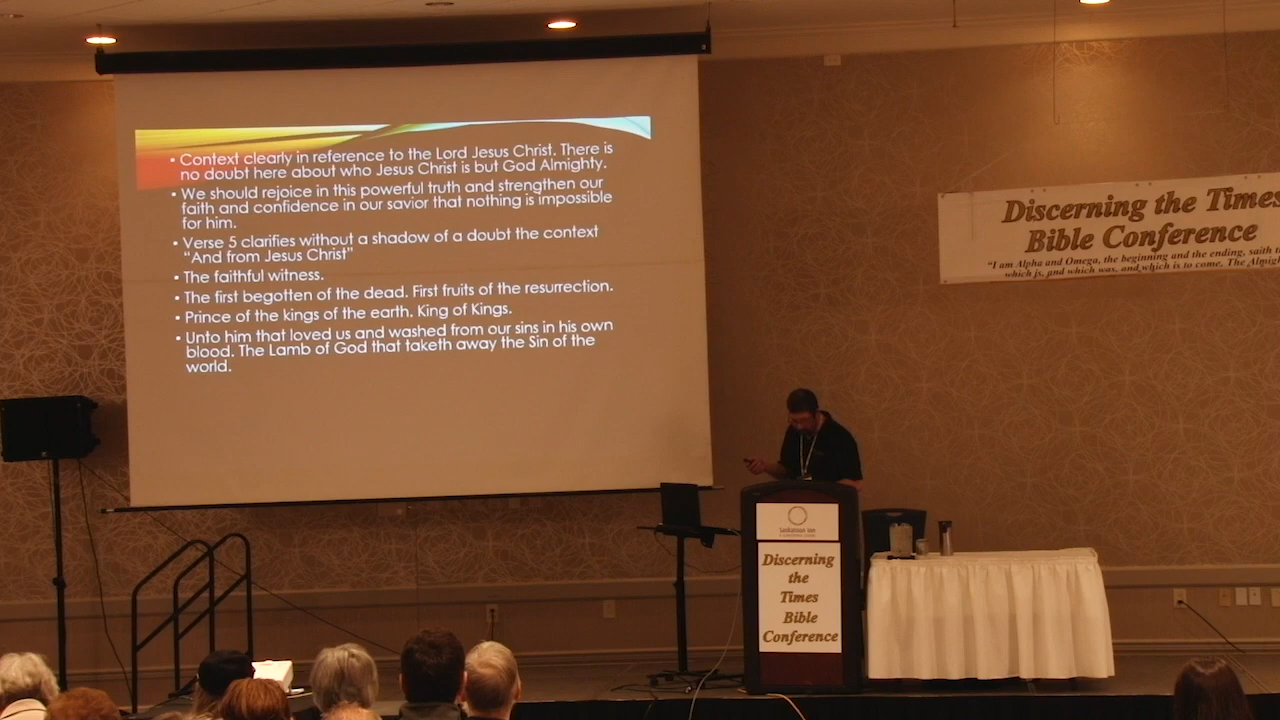 • Context clearly in reference to the Lord Jesus Christ. There is
no doubt here about who Jesus Christ is but God Almighty.
• We should rejoice in this powerful truth and strengthen our
faith and confidence in our savior that nothing is impossible
for him.
• Verse 5 clarifies without a shadow of a doubt the context
"And from Jesus Christ"
• The faithful witness.
• The first begotten of the dead. First fruits of the resurrection.
• Prince of the kings of the earth. King of Kings.
• Unto him that loved us and washed from our sins in his own
blood. The Lamb of God that taketh away the Sin of the
world.
Discerning the Times
Bible Conference
"I am Alpha and Omega, the beginning and the ending, saith
which is, and which was, and which is to come, The
Saskatoon Inn
Discerning
the
Times
Bible
Conference